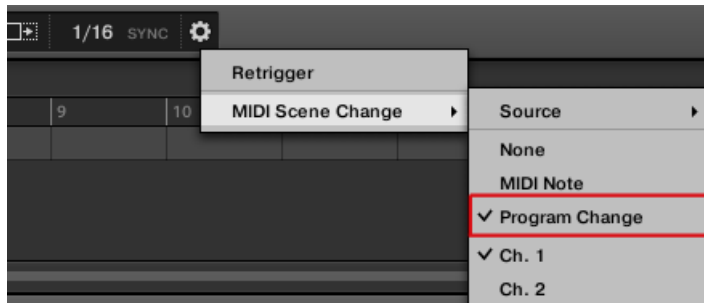 1/16 SYNC
Retrigger
9 10 MIDI Scene Change
Source
None
MIDI Note
Program Change
Ch. 1
Ch. 2